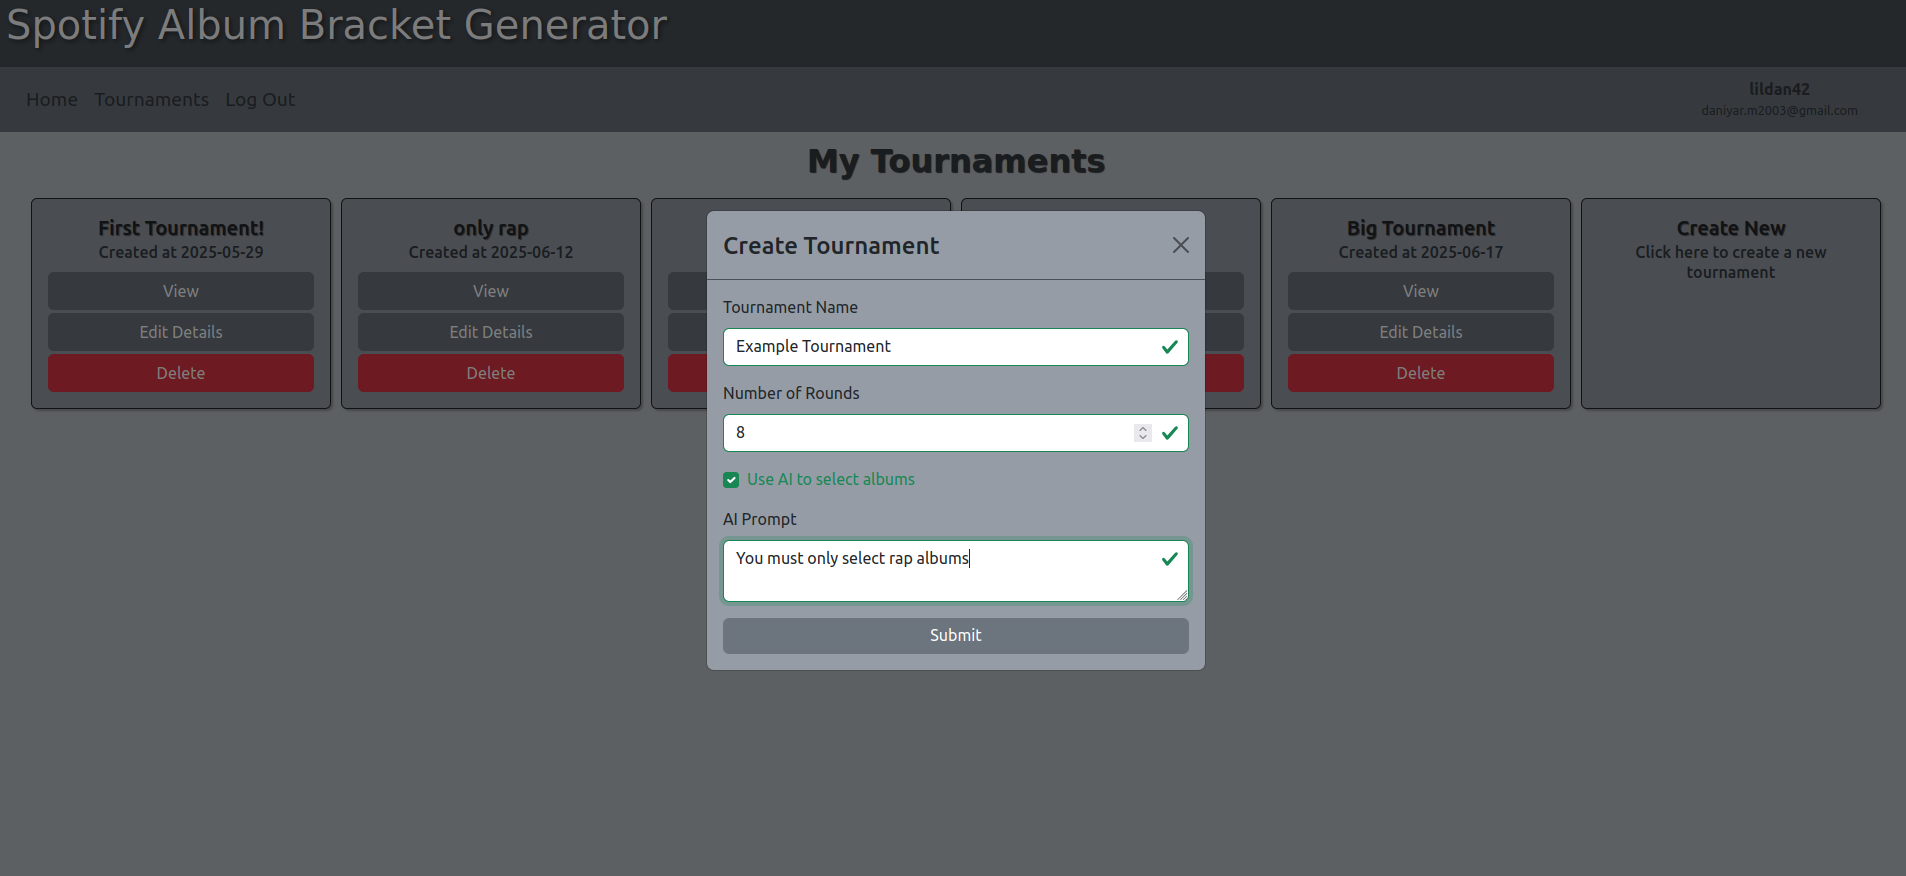 Spotify Album Bracket Generator
Home Tournaments Log Out
lildan42
daniyar.m2003@gmail.com
My Tournaments
First Tournament!
Created at 2025-05-29
View
Edit Details
Delete
only rap
Created at 2025-06-12
View
Edit Details
Delete
Create Tournament
Tournament Name
Example Tournament
Number of Rounds
8
Use AI to select albums
AI Prompt
You must only select rap albums
Submit
Big Tournament
Created at 2025-06-17
View
Edit Details
Delete
Create New
Click here to create a new
tournament